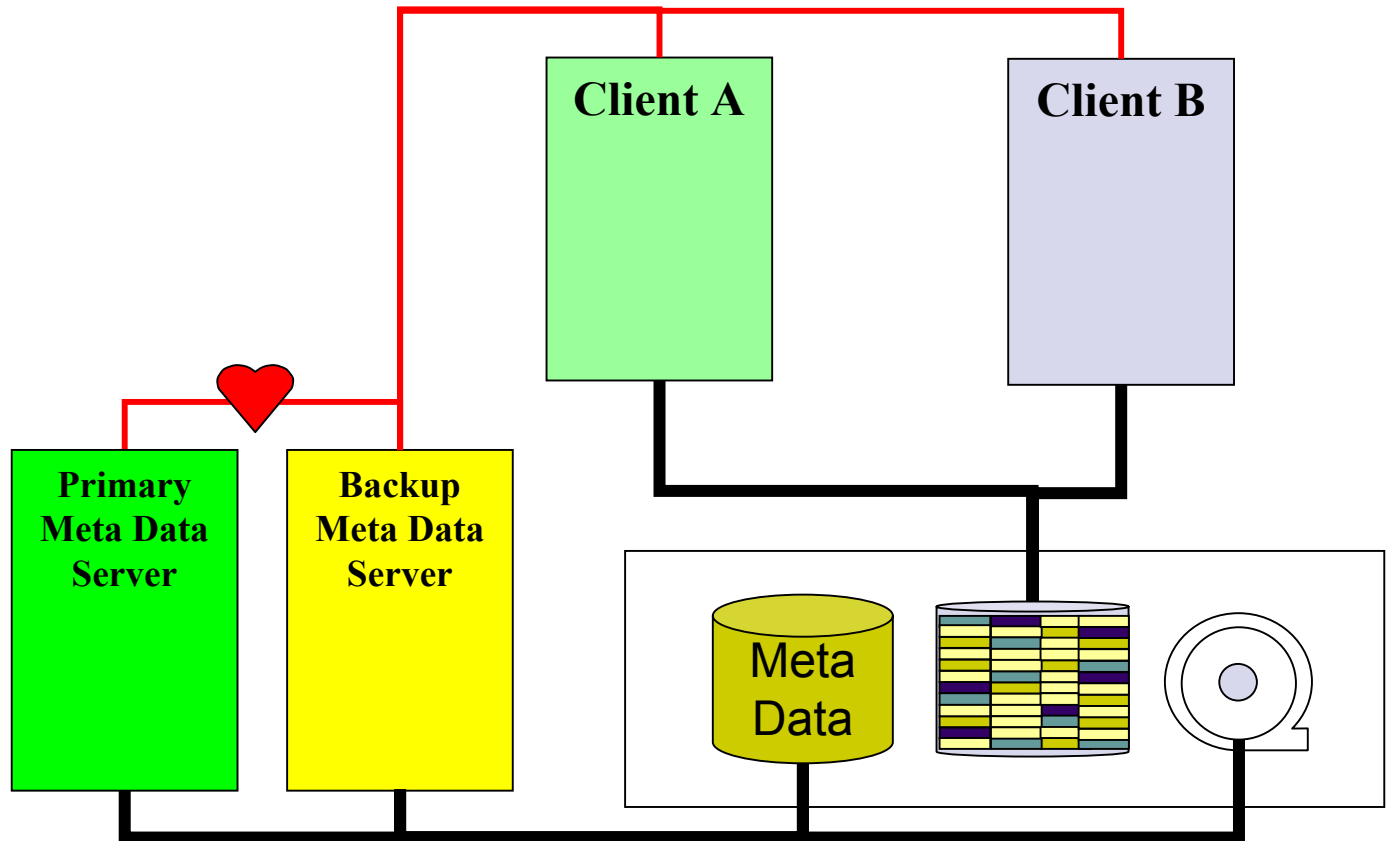 Client A
Client B
Primary
Meta Data
Server
Backup
Meta Data
Server
Meta
Data